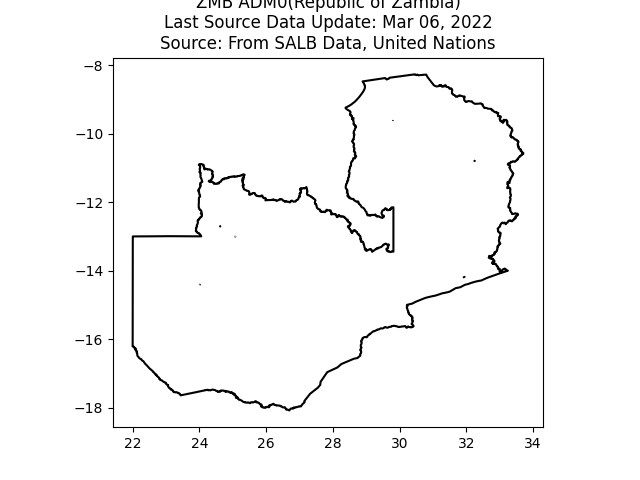 ZMB ADM0(Republic of Zambia)
Last Source Data Update: Mar 06, 2022
Source: From SALB Data, United Nations
−8
−10
−12
−14
−16
−18
22 24 26 28 30 32 34